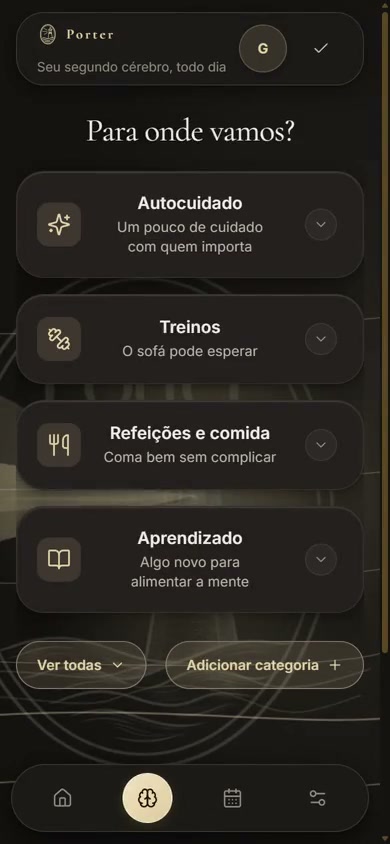 Porter
Seu segundo cérebro, todo dia
G
Para onde vamos?
Autocuidado
Um pouco de cuidado
com quem importa
Treinos
O sofá pode esperar
Refeições e comida
Coma bem sem complicar
Aprendizado
Algo novo para
alimentar a mente
Ver todas
Adicionar categoria